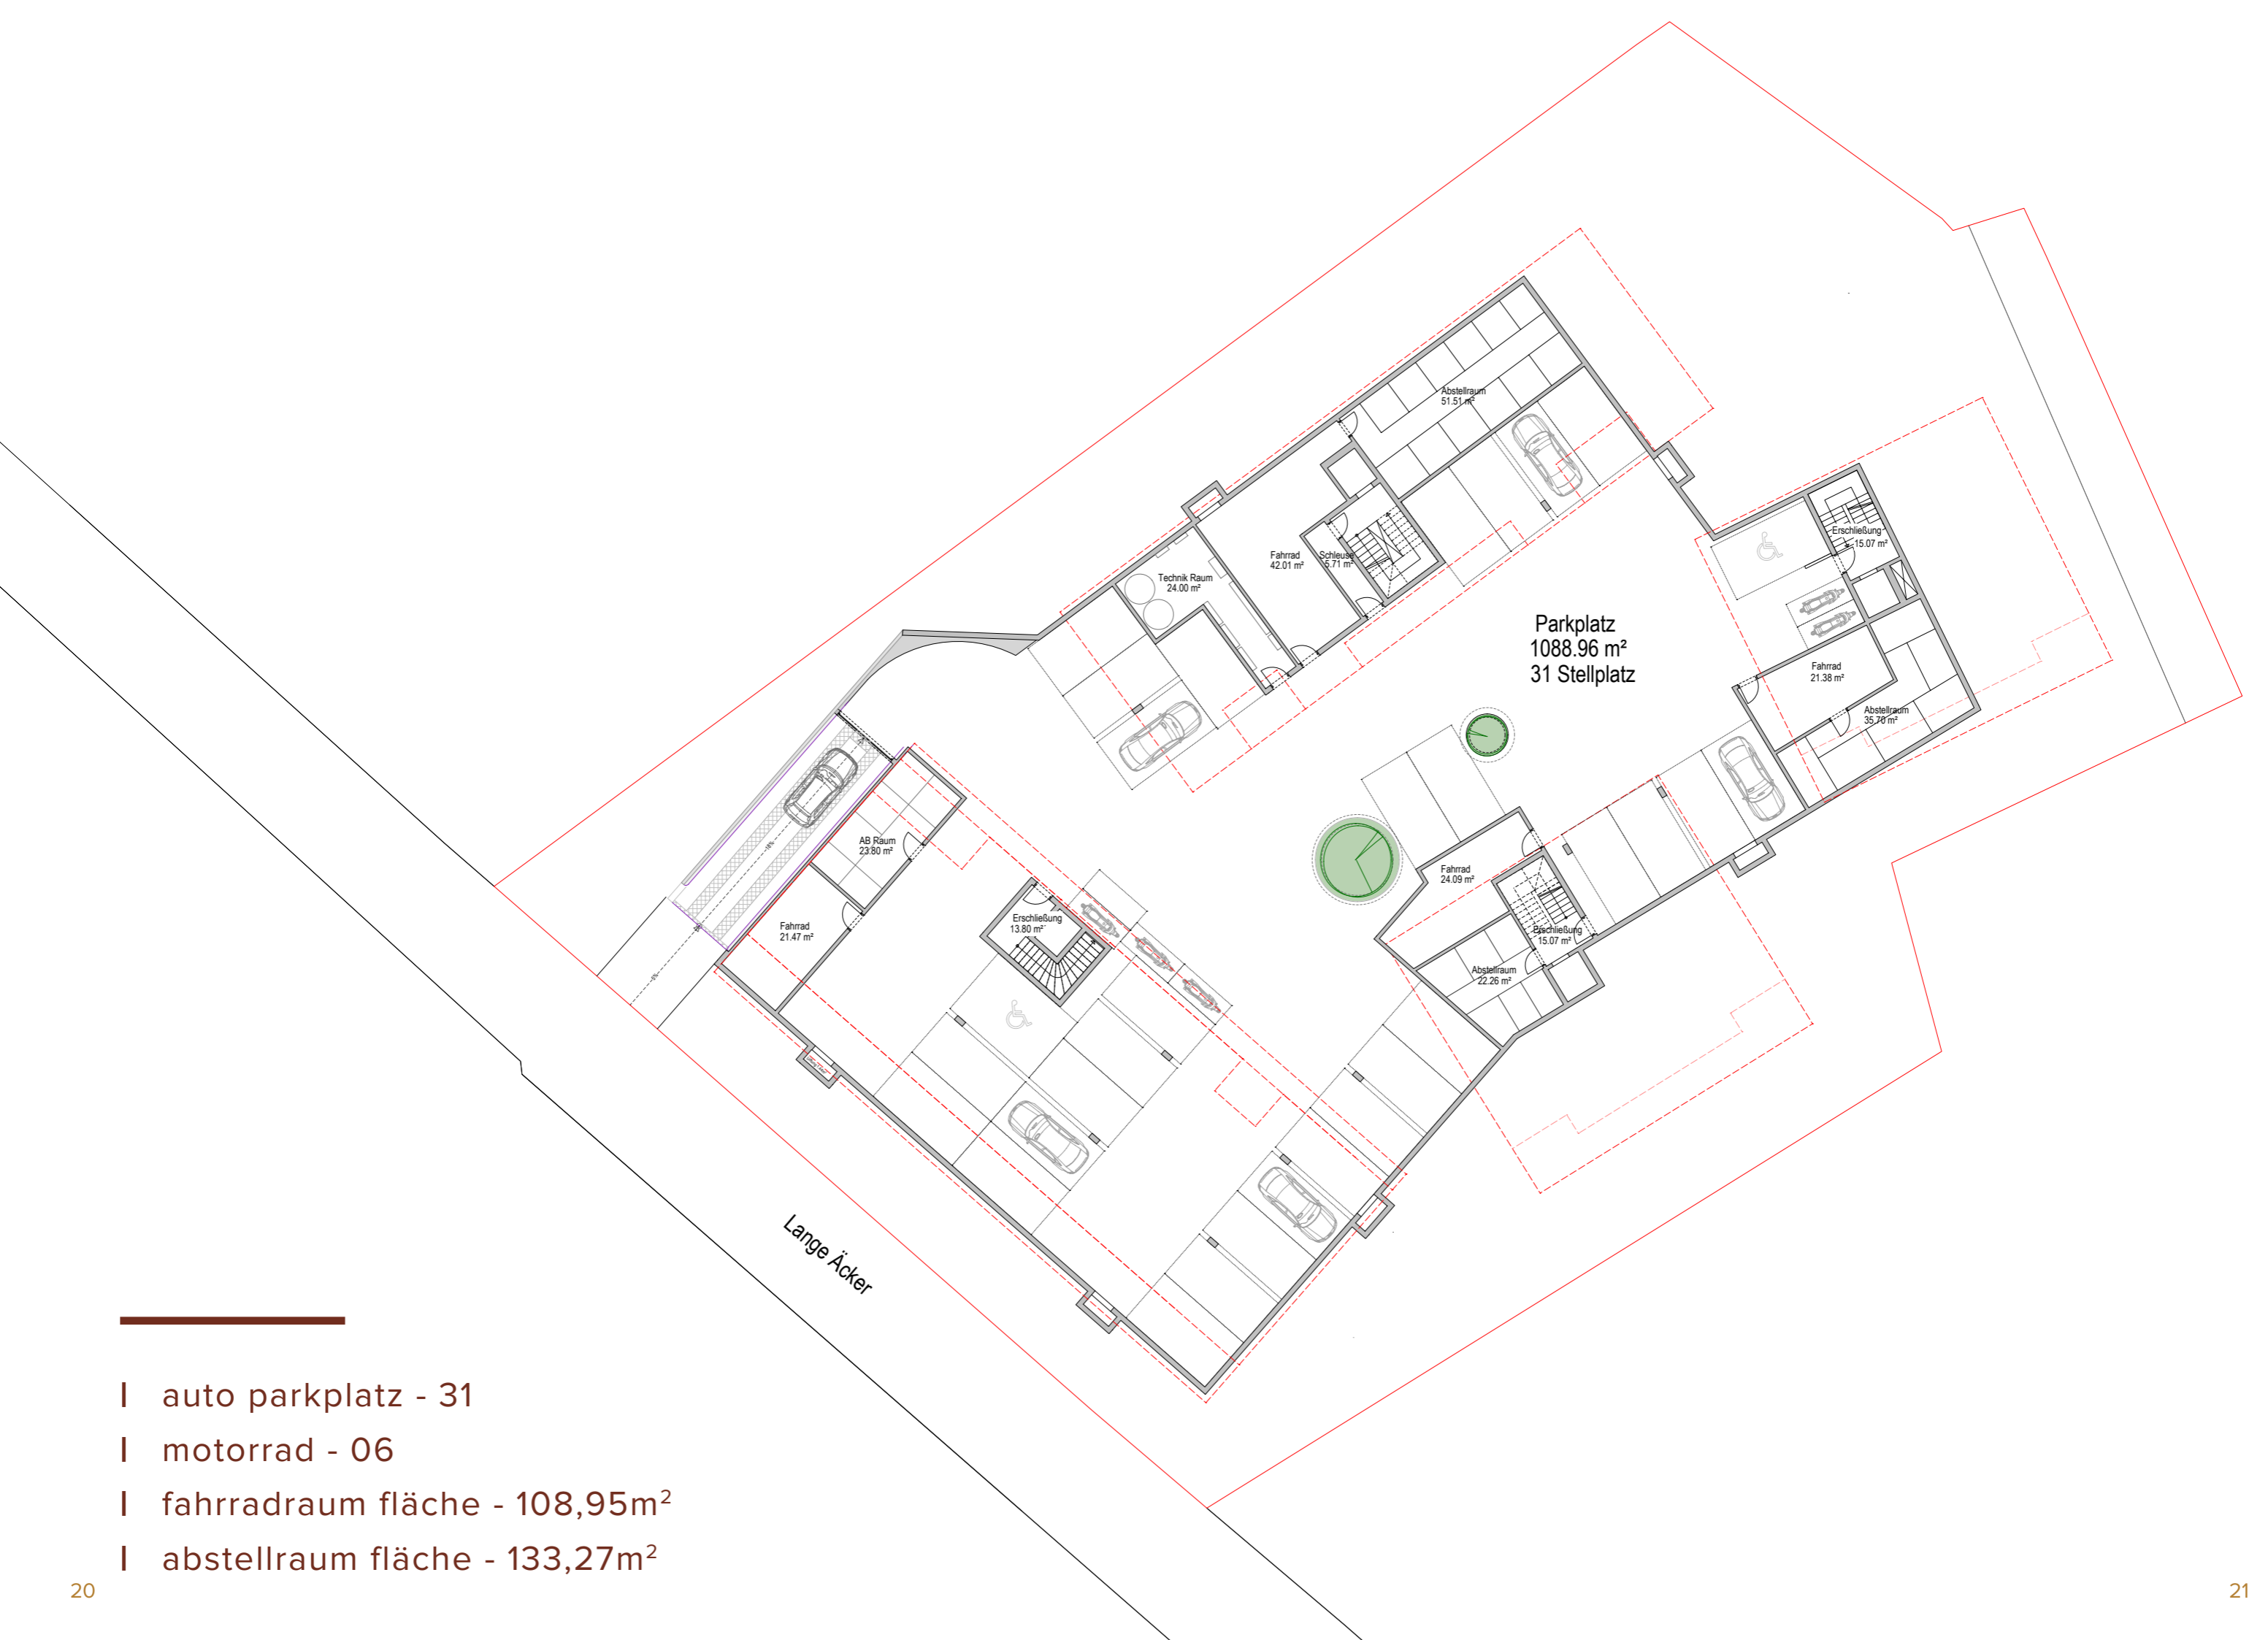 Abstellraum
51.51 m²
Erschließung
15.07 m²
Fahrrad
42.01 m²
Schleuse
5.71 m²
Technik Raum
24.00 m²
Parkplatz
1088.96 m²
31 Stellplatz
Fahrrad
21.38 m²
Abstellraum
35.70 m²
AB Raum
23.80 m²
Fahrrad
24.09 m²
Erschließung
13.80 m²
Fahrrad
21.47 m²
Erschließung
15.07 m²
Abstellraum
22.26 m²
Lange Äcker
auto parkplatz - 31
motorrad - 06
fahrradraum fläche - 108,95m²
abstellraum fläche - 133,27m²
20
21